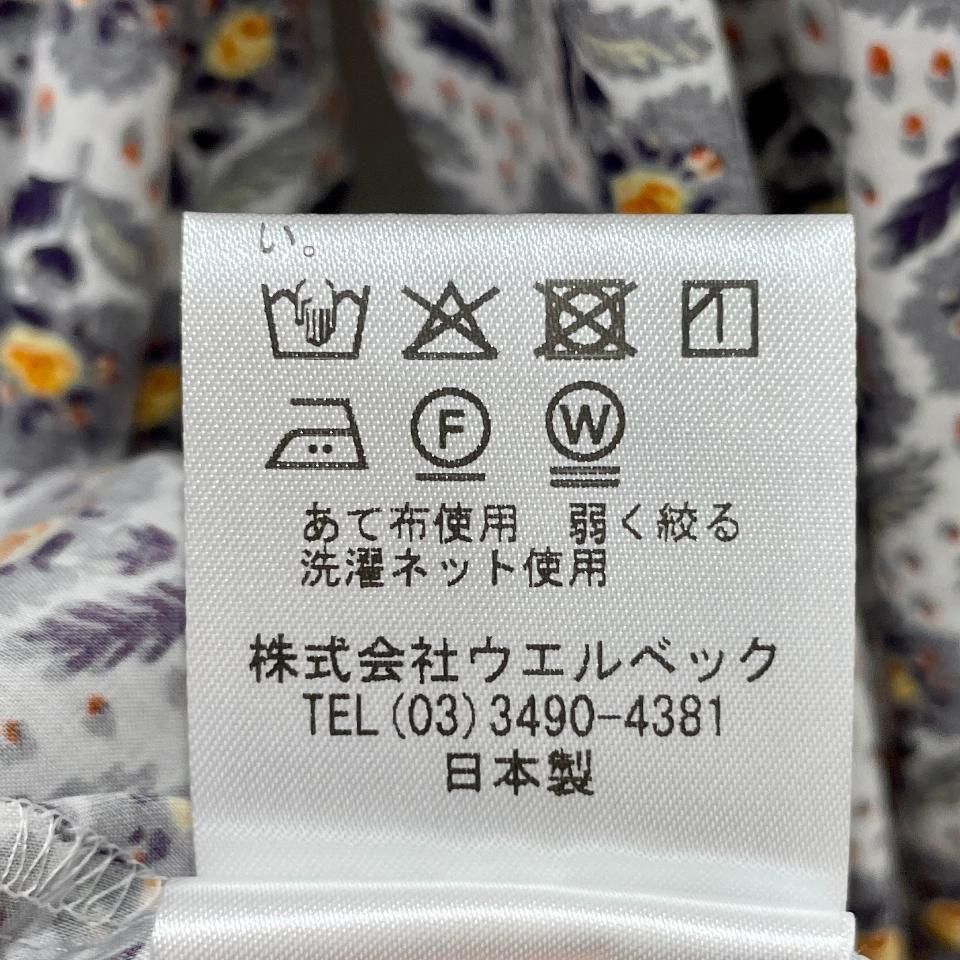 い。
F W
あて布使用 弱く絞る
洗濯ネット使用
株式会社ウエルベック
TEL(03)3490-4381
日本製